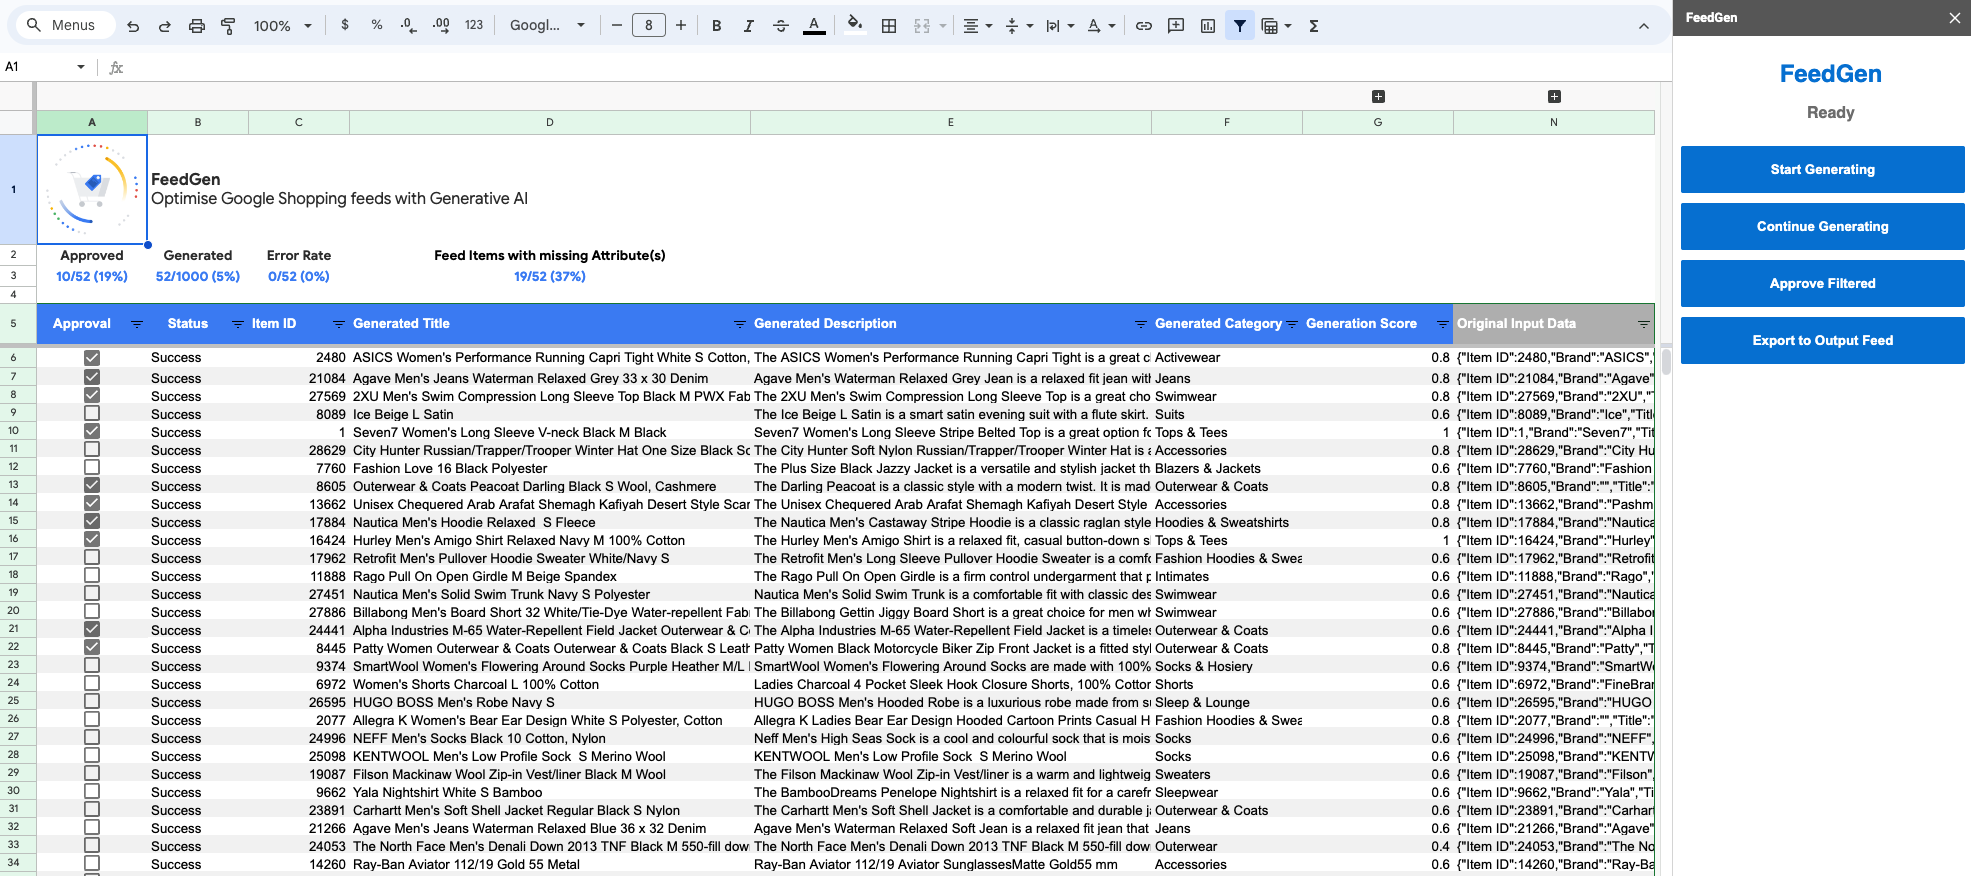 Menus 100% $ % .0 .00 123 Googl... 8 B I A A Σ
FeedGen
A1 fx
FeedGen
Ready
Start Generating
Continue Generating
Approve Filtered
Export to Output Feed
A B C D E F G N
1 FeedGen
Optimise Google Shopping feeds with Generative AI
2 Approved Generated Error Rate Feed Items with missing Attribute(s)
3 10/52 (19%) 52/1000 (5%) 0/52 (0%) 19/52 (37%)
4
5 Approval Status Item ID Generated Title Generated Description Generated Category Generation Score Original Input Data
6 Success 2480 ASICS Women's Performance Running Capri Tight White S Cotton, The ASICS Women's Performance Running Capri Tight is a great c Activewear 0.8 {"Item ID":2480,"Brand":"ASICS",
7 Success 21084 Agave Men's Jeans Waterman Relaxed Grey 33 x 30 Denim Agave Men's Waterman Relaxed Grey Jean is a relaxed fit jean with Jeans 0.8 {"Item ID":21084,"Brand":"Agave"
8 Success 27569 2XU Men's Swim Compression Long Sleeve Top Black M PWX Fab The 2XU Men's Swim Compression Long Sleeve Top is a great cho Swimwear 0.8 {"Item ID":27569,"Brand":"2XU","T
9 Success 8089 Ice Beige L Satin The Ice Beige L Satin is a smart satin evening suit with a flute skirt. Suits 0.6 {"Item ID":8089,"Brand":"Ice","Title
10 Success 1 Seven7 Women's Long Sleeve V-neck Black M Black Seven7 Women's Long Sleeve Stripe Belted Top is a great option fo Tops & Tees 1 {"Item ID":1,"Brand":"Seven7","Tit
11 Success 28629 City Hunter Russian/Trapper/Trooper Winter Hat One Size Black Sc The City Hunter Soft Nylon Russian/Trapper/Trooper Winter Hat is a Accessories 0.8 {"Item ID":28629,"Brand":"City Hu
12 Success 7760 Fashion Love 16 Black Polyester The Plus Size Black Jazzy Jacket is a versatile and stylish jacket th Blazers & Jackets 0.6 {"Item ID":7760,"Brand":"Fashion
13 Success 8605 Outerwear & Coats Peacoat Darling Black S Wool, Cashmere The Darling Peacoat is a classic style with a modern twist. It is mad Outerwear & Coats 0.8 {"Item ID":8605,"Brand":"","Title":"
14 Success 13662 Unisex Chequered Arab Arafat Shemagh Kafiyah Desert Style Scar The Unisex Chequered Arab Arafat Shemagh Kafiyah Desert Style Accessories 0.8 {"Item ID":13662,"Brand":"Pashm
15 Success 17884 Nautica Men's Hoodie Relaxed S Fleece The Nautica Men's Castaway Stripe Hoodie is a classic raglan style Hoodies & Sweatshirts 0.8 {"Item ID":17884,"Brand":"Nautica
16 Success 16424 Hurley Men's Amigo Shirt Relaxed Navy M 100% Cotton The Hurley Men's Amigo Shirt is a relaxed fit, casual button-down s Tops & Tees 1 {"Item ID":16424,"Brand":"Hurley"
17 Success 17962 Retrofit Men's Pullover Hoodie Sweater White/Navy S The Retrofit Men's Long Sleeve Pullover Hoodie Sweater is a comfo Fashion Hoodies & Swea 0.6 {"Item ID":17962,"Brand":"Retrofit
18 Success 11888 Rago Pull On Open Girdle M Beige Spandex The Rago Pull On Open Girdle is a firm control undergarment that p Intimates 0.6 {"Item ID":11888,"Brand":"Rago","
19 Success 27451 Nautica Men's Solid Swim Trunk Navy S Polyester Nautica Men's Solid Swim Trunk is a comfortable fit with classic des Swimwear 0.6 {"Item ID":27451,"Brand":"Nautica
20 Success 27886 Billabong Men's Board Short 32 White/Tie-Dye Water-repellent Fab The Billabong Gettin Jiggy Board Short is a great choice for men wh Swimwear 0.6 {"Item ID":27886,"Brand":"Billabo
21 Success 24441 Alpha Industries M-65 Water-Repellent Field Jacket Outerwear & C The Alpha Industries M-65 Water-Repellent Field Jacket is a timeles Outerwear & Coats 0.6 {"Item ID":24441,"Brand":"Alpha I
22 Success 8445 Patty Women Outerwear & Coats Outerwear & Coats Black S Leath Patty Women Black Motorcycle Biker Zip Front Jacket is a fitted styl Outerwear & Coats 0.8 {"Item ID":8445,"Brand":"Patty","T
23 Success 9374 SmartWool Women's Flowering Around Socks Purple Heather M/L SmartWool Women's Flowering Around Socks are made with 100% Socks & Hosiery 0.6 {"Item ID":9374,"Brand":"SmartW
24 Success 6972 Women's Shorts Charcoal L 100% Cotton Ladies Charcoal 4 Pocket Sleek Hook Closure Shorts, 100% Cotton Shorts 0.6 {"Item ID":6972,"Brand":"FineBrar
25 Success 26595 HUGO BOSS Men's Robe Navy S HUGO BOSS Men's Hooded Robe is a luxurious robe made from s Sleep & Lounge 0.6 {"Item ID":26595,"Brand":"HUGO
26 Success 2077 Allegra K Women's Bear Ear Design White S Polyester, Cotton Allegra K Ladies Bear Ear Design Hooded Cartoon Prints Casual H Fashion Hoodies & Swea 0.8 {"Item ID":2077,"Brand":"","Title":"
27 Success 24996 NEFF Men's Socks Black 10 Cotton, Nylon Neff Men's High Seas Sock is a cool and colourful sock that is mois Socks 0.6 {"Item ID":24996,"Brand":"NEFF",
28 Success 25098 KENTWOOL Men's Low Profile Sock S Merino Wool KENTWOOL Men's Low Profile Sock S Merino Wool Socks 0.6 {"Item ID":25098,"Brand":"KENTW
29 Success 19087 Filson Mackinaw Wool Zip-in Vest/liner Black M Wool The Filson Mackinaw Wool Zip-in Vest/liner is a warm and lightweig Sweaters 0.6 {"Item ID":19087,"Brand":"Filson",
30 Success 9662 Yala Nightshirt White S Bamboo The BambooDreams Penelope Nightshirt is a relaxed fit for a carefr Sleepwear 0.6 {"Item ID":9662,"Brand":"Yala","Ti
31 Success 23891 Carhartt Men's Soft Shell Jacket Regular Black S Nylon The Carhartt Men's Soft Shell Jacket is a comfortable and durable j Outerwear & Coats 0.6 {"Item ID":23891,"Brand":"Carhar
32 Success 21266 Agave Men's Jeans Waterman Relaxed Blue 36 x 32 Denim Agave Men's Waterman Relaxed Soft Jean is a relaxed fit jean that Jeans 0.6 {"Item ID":21266,"Brand":"Agave"
33 Success 24053 The North Face Men's Denali Down 2013 TNF Black M 550-fill dow The North Face Men's Denali Down 2013 TNF Black M 550-fill dow Outerwear 0.4 {"Item ID":24053,"Brand":"The No
34 Success 14260 Ray-Ban Aviator 112/19 Gold 55 Metal Ray-Ban Aviator 112/19 Aviator SunglassesMatte Gold55 mm Accessories 0.6 {"Item ID":14260,"Brand":"Ray-Ba